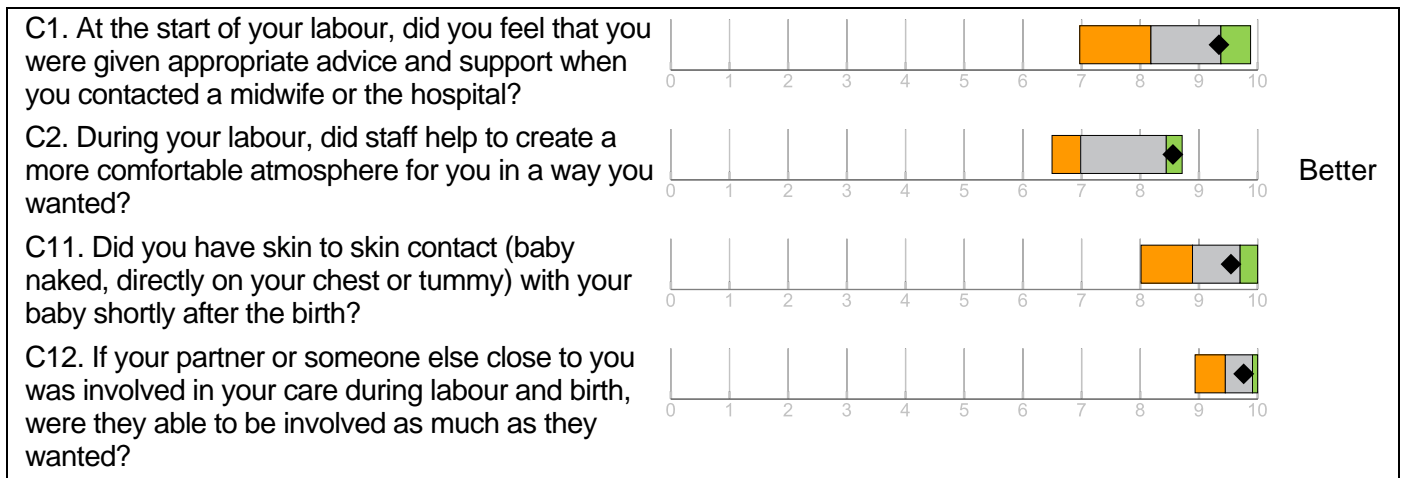 C1. At the start of your labour, did you feel that you
were given appropriate advice and support when
you contacted a midwife or the hospital?
0 1 2 3 4 5 6 7 8 9 10
C2. During your labour, did staff help to create a
more comfortable atmosphere for you in a way you
wanted?
0 1 2 3 4 5 6 7 8 9 10
Better
C11. Did you have skin to skin contact (baby
naked, directly on your chest or tummy) with your
baby shortly after the birth?
0 1 2 3 4 5 6 7 8 9 10
C12. If your partner or someone else close to you
was involved in your care during labour and birth,
were they able to be involved as much as they
wanted?
0 1 2 3 4 5 6 7 8 9 10